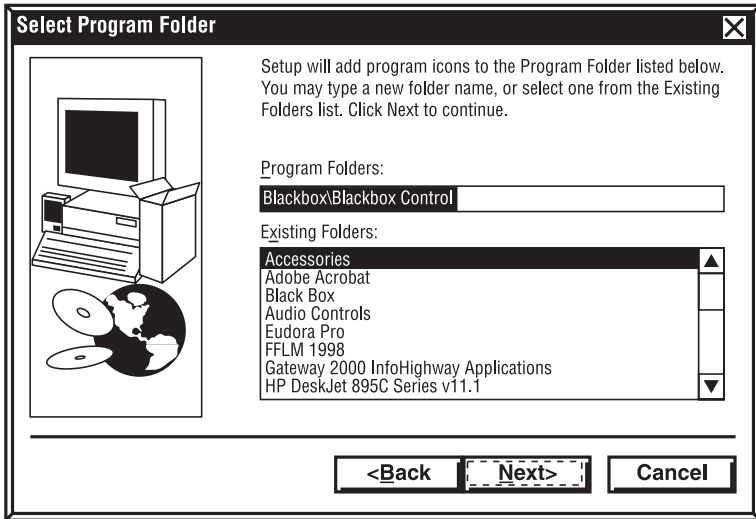 Select Program Folder
Setup will add program icons to the Program Folder listed below.
You may type a new folder name, or select one from the Existing
Folders list. Click Next to continue.
Program Folders:
Blackbox\Blackbox Control
Existing Folders:
Accessories
Adobe Acrobat
Black Box
Audio Controls
Eudora Pro
FFLM 1998
Gateway 2000 InfoHighway Applications
HP DeskJet 895C Series v11.1
<Back Next> Cancel